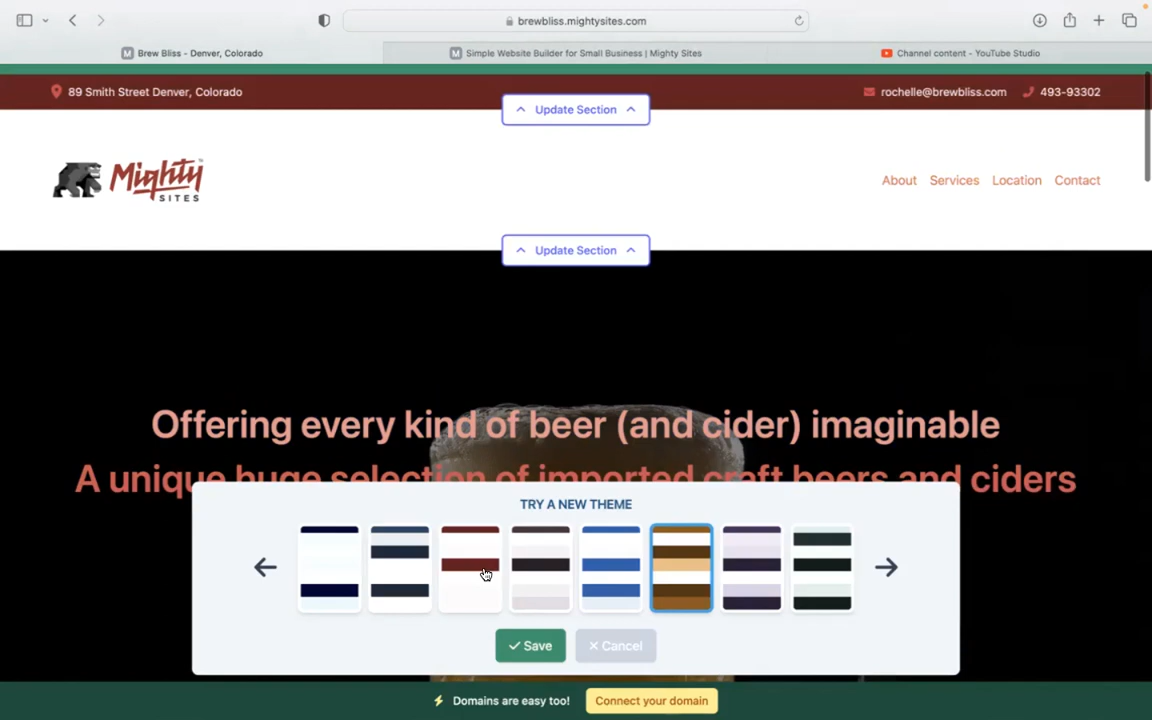 brewbliss.mightysites.com
Brew Bliss - Denver, Colorado
Simple Website Builder for Small Business | Mighty Sites
Channel content - YouTube Studio
89 Smith Street Denver, Colorado
rochelle@brewbliss.com
493-93302
Update Section
Mighty
SITES
About
Services
Location
Contact
Update Section
Offering every kind of beer (and cider) imaginable
A unique huge selection of imported craft beers and ciders
TRY A NEW THEME
Save
Cancel
Domains are easy too!
Connect your domain